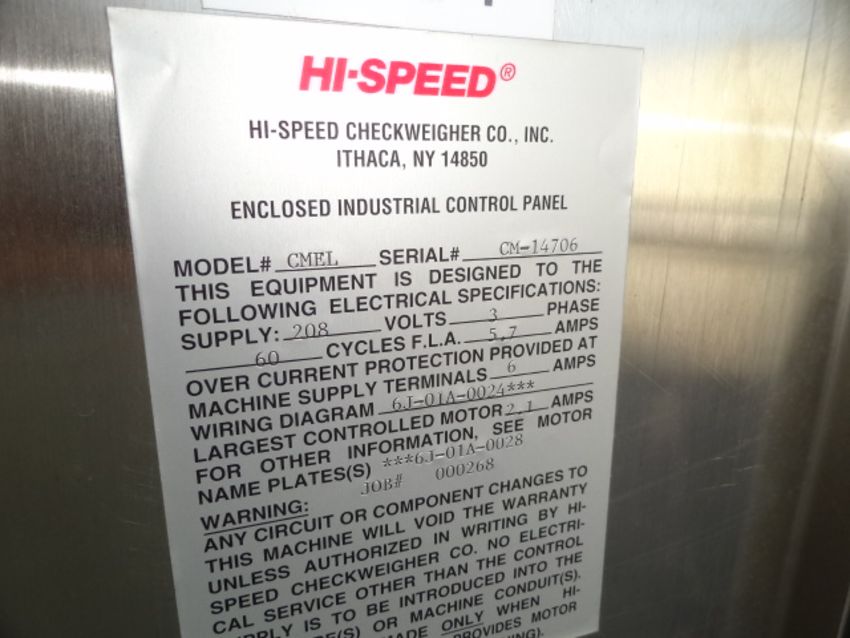 HI-SPEED®
HI-SPEED CHECKWEIGHER CO., INC.
ITHACA, NY 14850
ENCLOSED INDUSTRIAL CONTROL PANEL
MODEL# CMEL SERIAL# CM-14706
THIS EQUIPMENT IS DESIGNED TO THE
FOLLOWING ELECTRICAL SPECIFICATIONS:
SUPPLY: 208 VOLTS 3 PHASE
60 CYCLES F.L.A. 5.7 AMPS
OVER CURRENT PROTECTION PROVIDED AT
MACHINE SUPPLY TERMINALS 6 AMPS
WIRING DIAGRAM 6J-01A-0024***
LARGEST CONTROLLED MOTOR 2.1 AMPS
FOR OTHER INFORMATION, SEE MOTOR
NAME PLATES(S) ***6J-01A-0028
JOB# 000268
WARNING:
ANY CIRCUIT OR COMPONENT CHANGES TO
THIS MACHINE WILL VOID THE WARRANTY
UNLESS AUTHORIZED IN WRITING BY HI-
SPEED CHECKWEIGHER CO. NO ELECTRI-
CAL SERVICE OTHER THAN THE CONTROL
SUPPLY IS TO BE INTRODUCED INTO THE
OR MACHINE CONDUIT(S).
MADE ONLY WHEN HI-
PROVIDES MOTOR